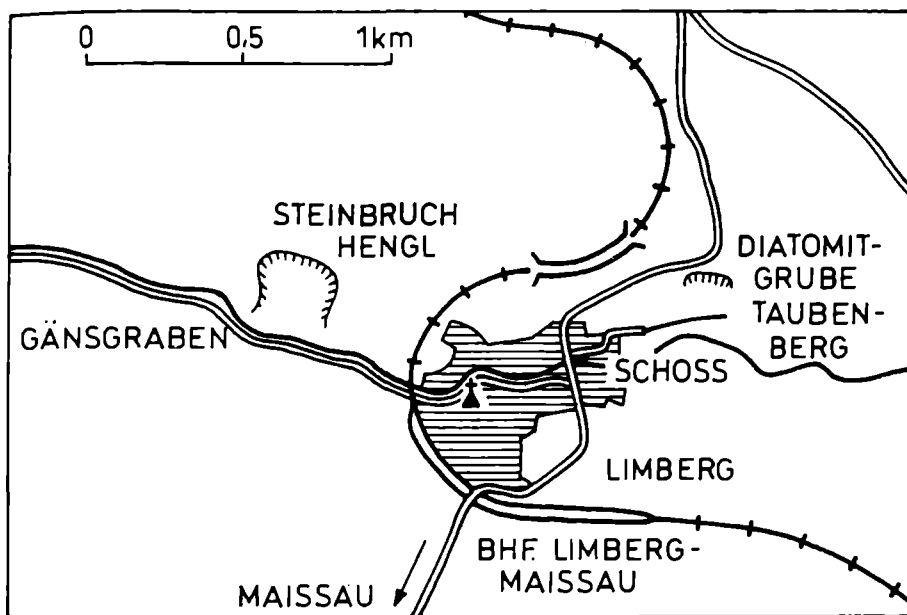 0 0,5 1km
STEINBRUCH
HENGL
DIATOMIT-
GRUBE
TAUBEN-
BERG
GÄNSGRABEN
SCHOSS
LIMBERG
BHF. LIMBERG-
MAISSAU
MAISSAU